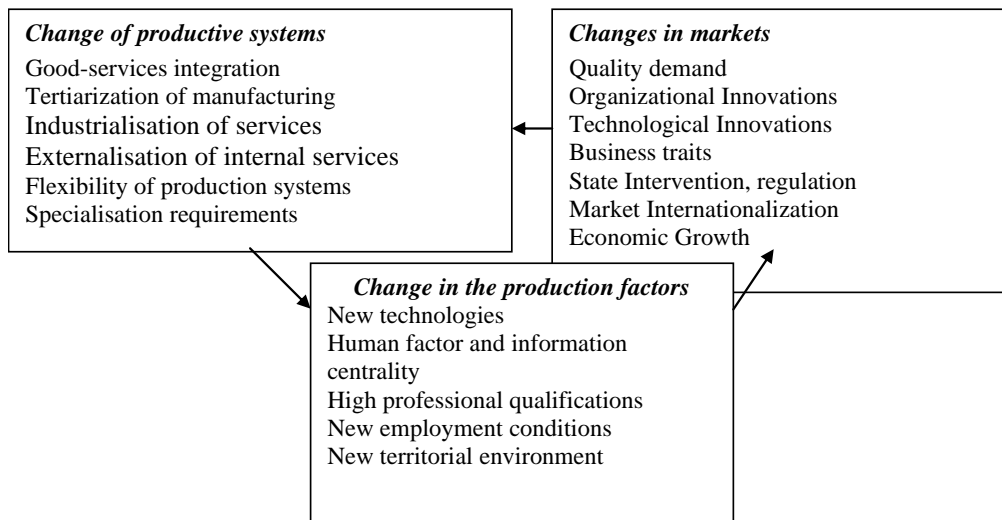 Change of productive systems
Good-services integration
Tertiarization of manufacturing
Industrialisation of services
Externalisation of internal services
Flexibility of production systems
Specialisation requirements
Changes in markets
Quality demand
Organizational Innovations
Technological Innovations
Business traits
State Intervention, regulation
Market Internationalization
Economic Growth
Change in the production factors
New technologies
Human factor and information
centrality
High professional qualifications
New employment conditions
New territorial environment